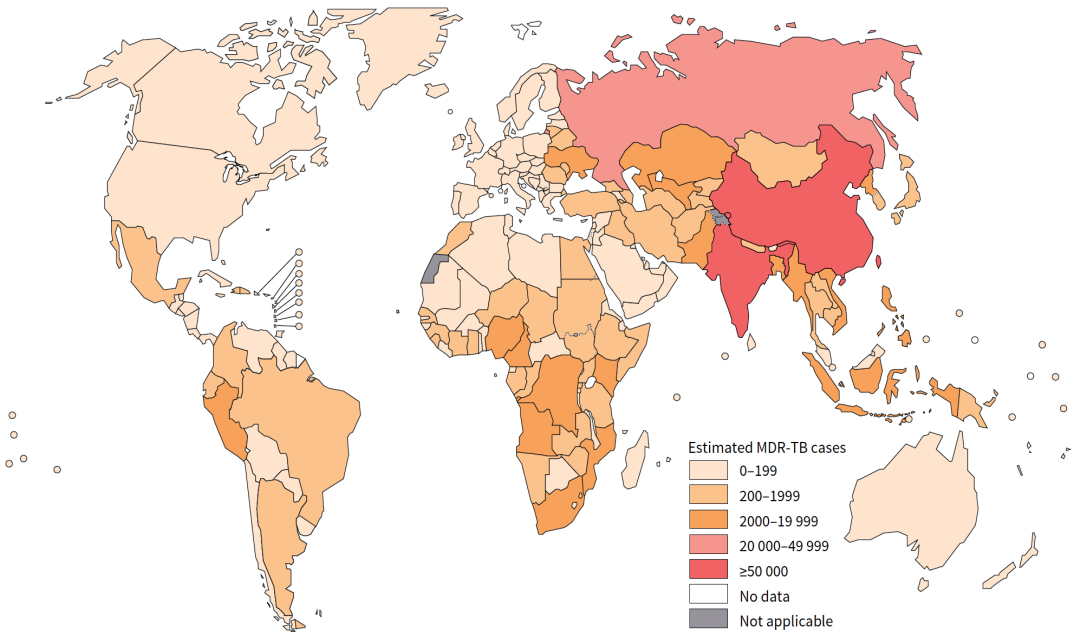 Estimated MDR-TB cases
0–199
200–1999
2000–19 999
20 000–49 999
≥50 000
No data
Not applicable